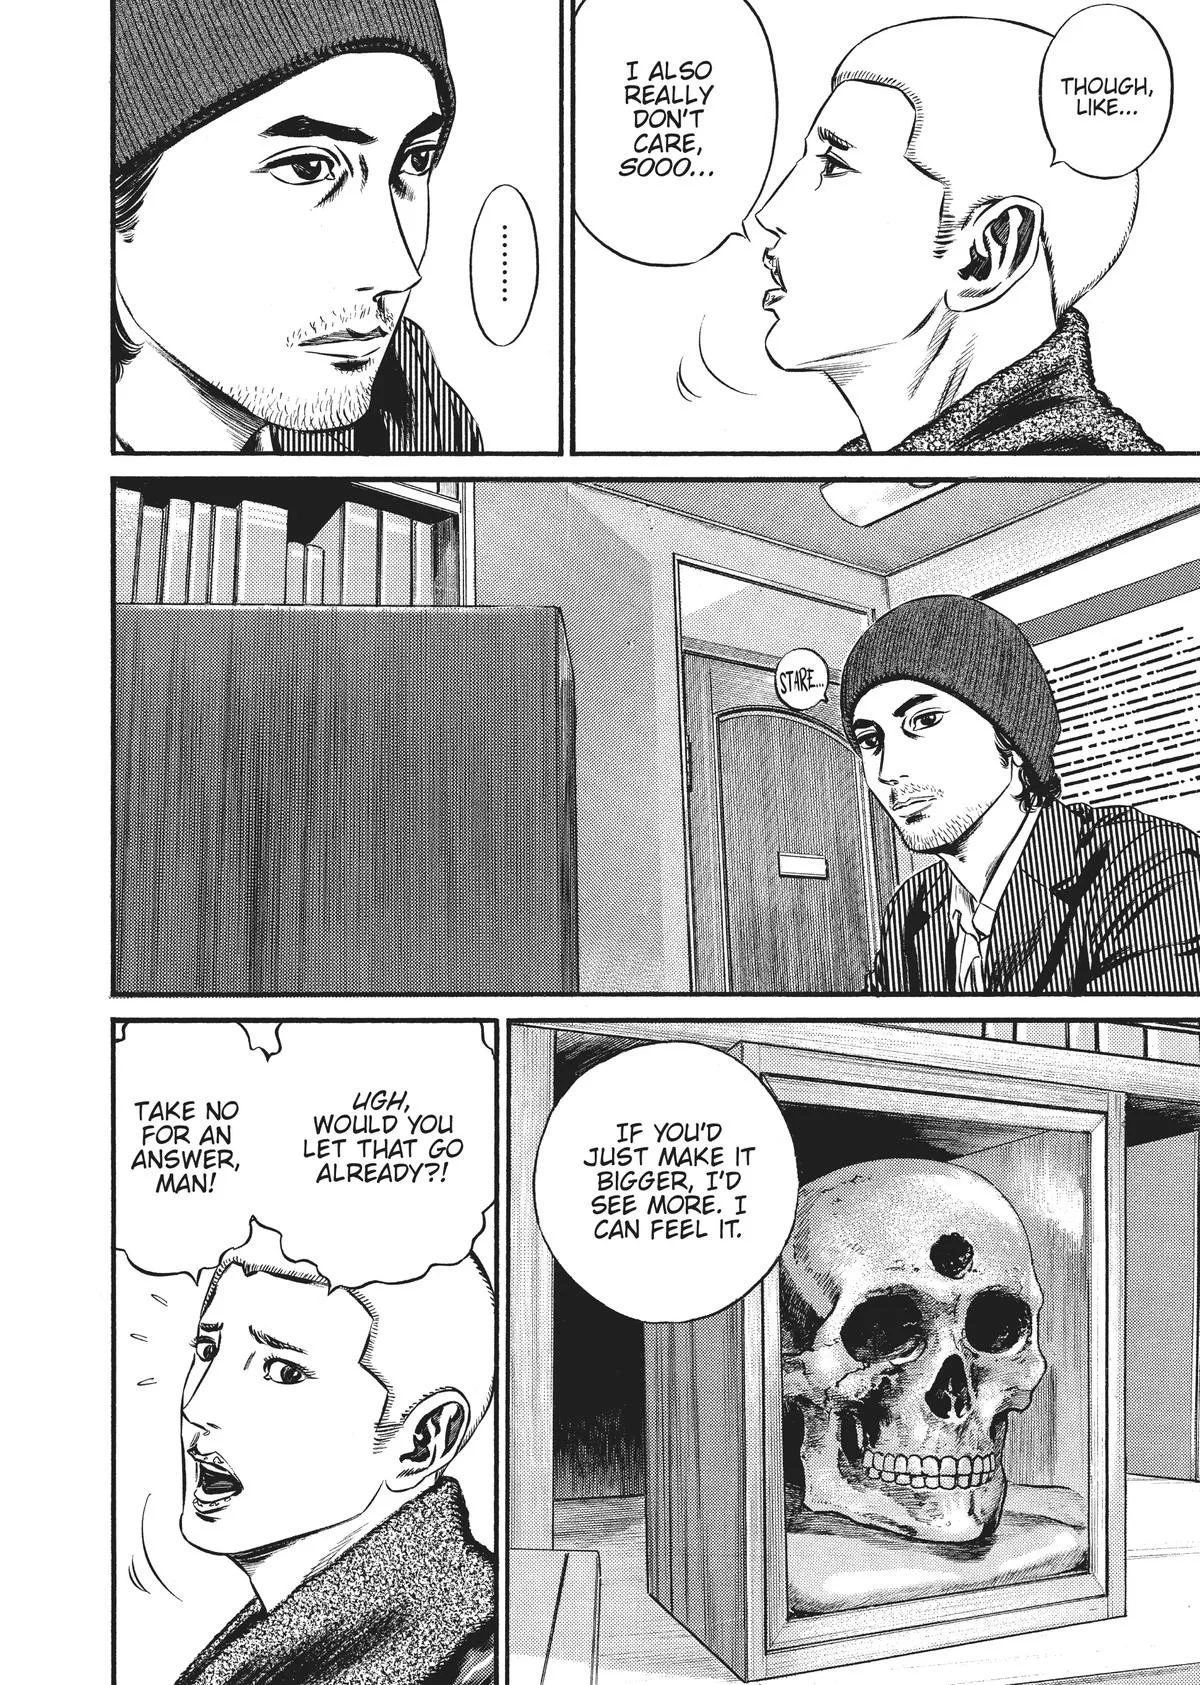 THOUGH,
LIKE...
I ALSO
REALLY
DON'T
CARE,
SOOO...
.........
STARE...
IF YOU'D
JUST MAKE IT
BIGGER, I'D
SEE MORE. I
CAN FEEL IT.
UGH,
WOULD YOU
LET THAT GO
ALREADY?!
TAKE NO
FOR AN
ANSWER,
MAN!